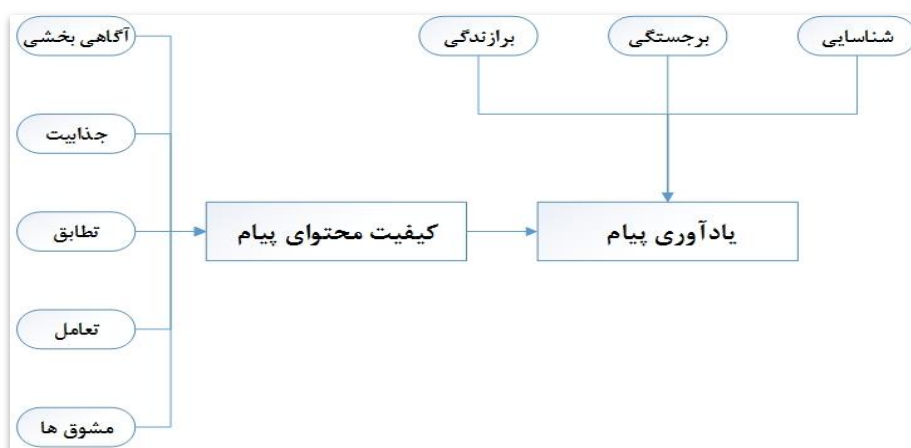 شناسایی
برجستگی
برازندگی
آگاهی بخشی
جذابیت
تطابق
کیفیت محتوای پیام
یادآوری پیام
تعامل
مشوق ها